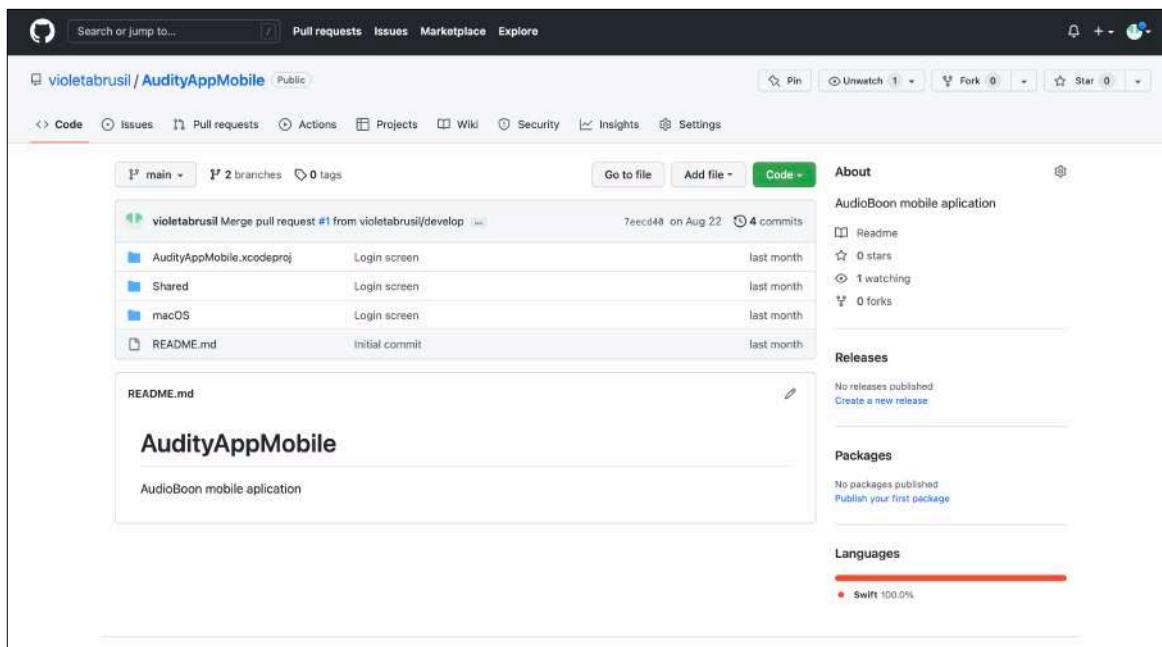 Search or jump to... / Pull requests Issues Marketplace Explore
violetabrusil / AudityAppMobile Public Pin Unwatch 1 Fork 0 Star 0
<> Code Issues Pull requests Actions Projects Wiki Security Insights Settings
main 2 branches 0 tags Go to file Add file Code
violetabrusil Merge pull request #1 from violetabrusil/develop ... 7eecd40 on Aug 22 4 commits
AudityAppMobile.xcodeproj Login screen last month
Shared Login screen last month
macOS Login screen last month
README.md Initial commit last month
README.md
AudityAppMobile
AudioBoon mobile aplication
About
AudioBoon mobile aplication
Readme
0 stars
1 watching
0 forks
Releases
No releases published
Create a new release
Packages
No packages published
Publish your first package
Languages
Swift 100.0%